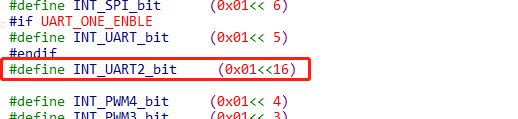 #define INT_SPI_bit (0x01<< 6)
#if UART_ONE_ENBLE
#define INT_UART_bit (0x01<< 5)
#endif
#define INT_UART2_bit (0x01<<16)
#define INT_PWM4_bit (0x01<< 4)
#define INT_PWM3_bit (0x01<< 3)